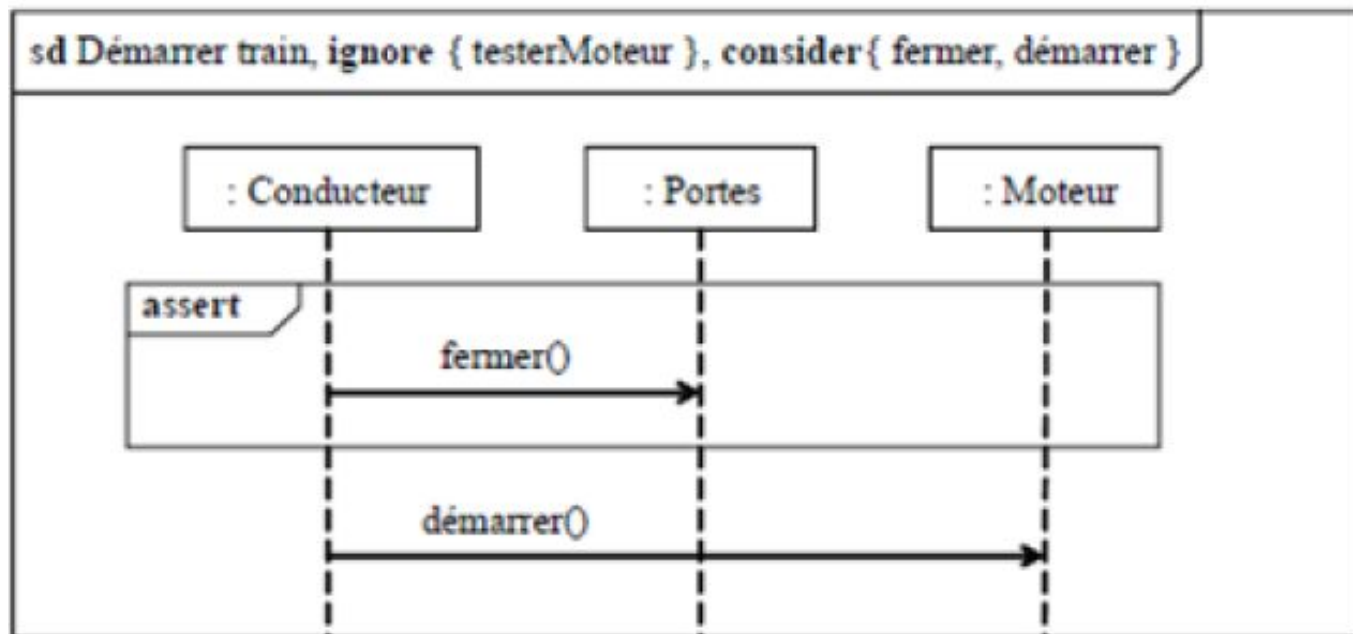 sd Démarrer train, ignore { testerMoteur }, consider{ fermer, démarrer }
: Conducteur
: Portes
: Moteur
assert
fermer()
démarrer()